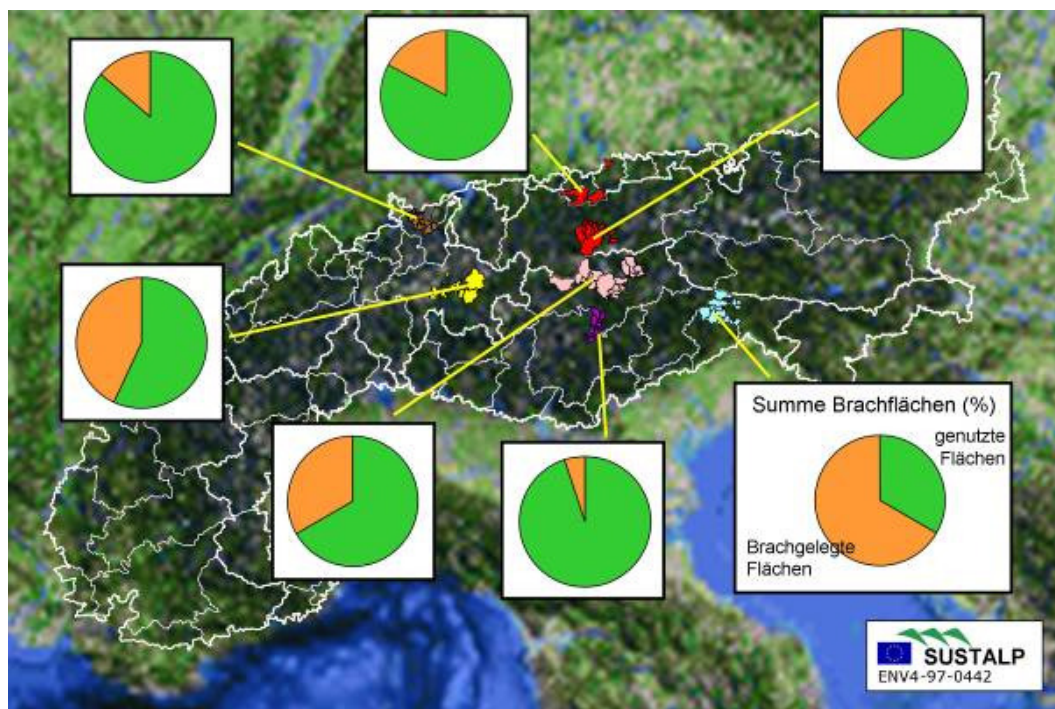 Summe Brachflächen (%)
genutzte
Flächen
Brachgelegte
Flächen
SUSTALP
ENV4-97-0442